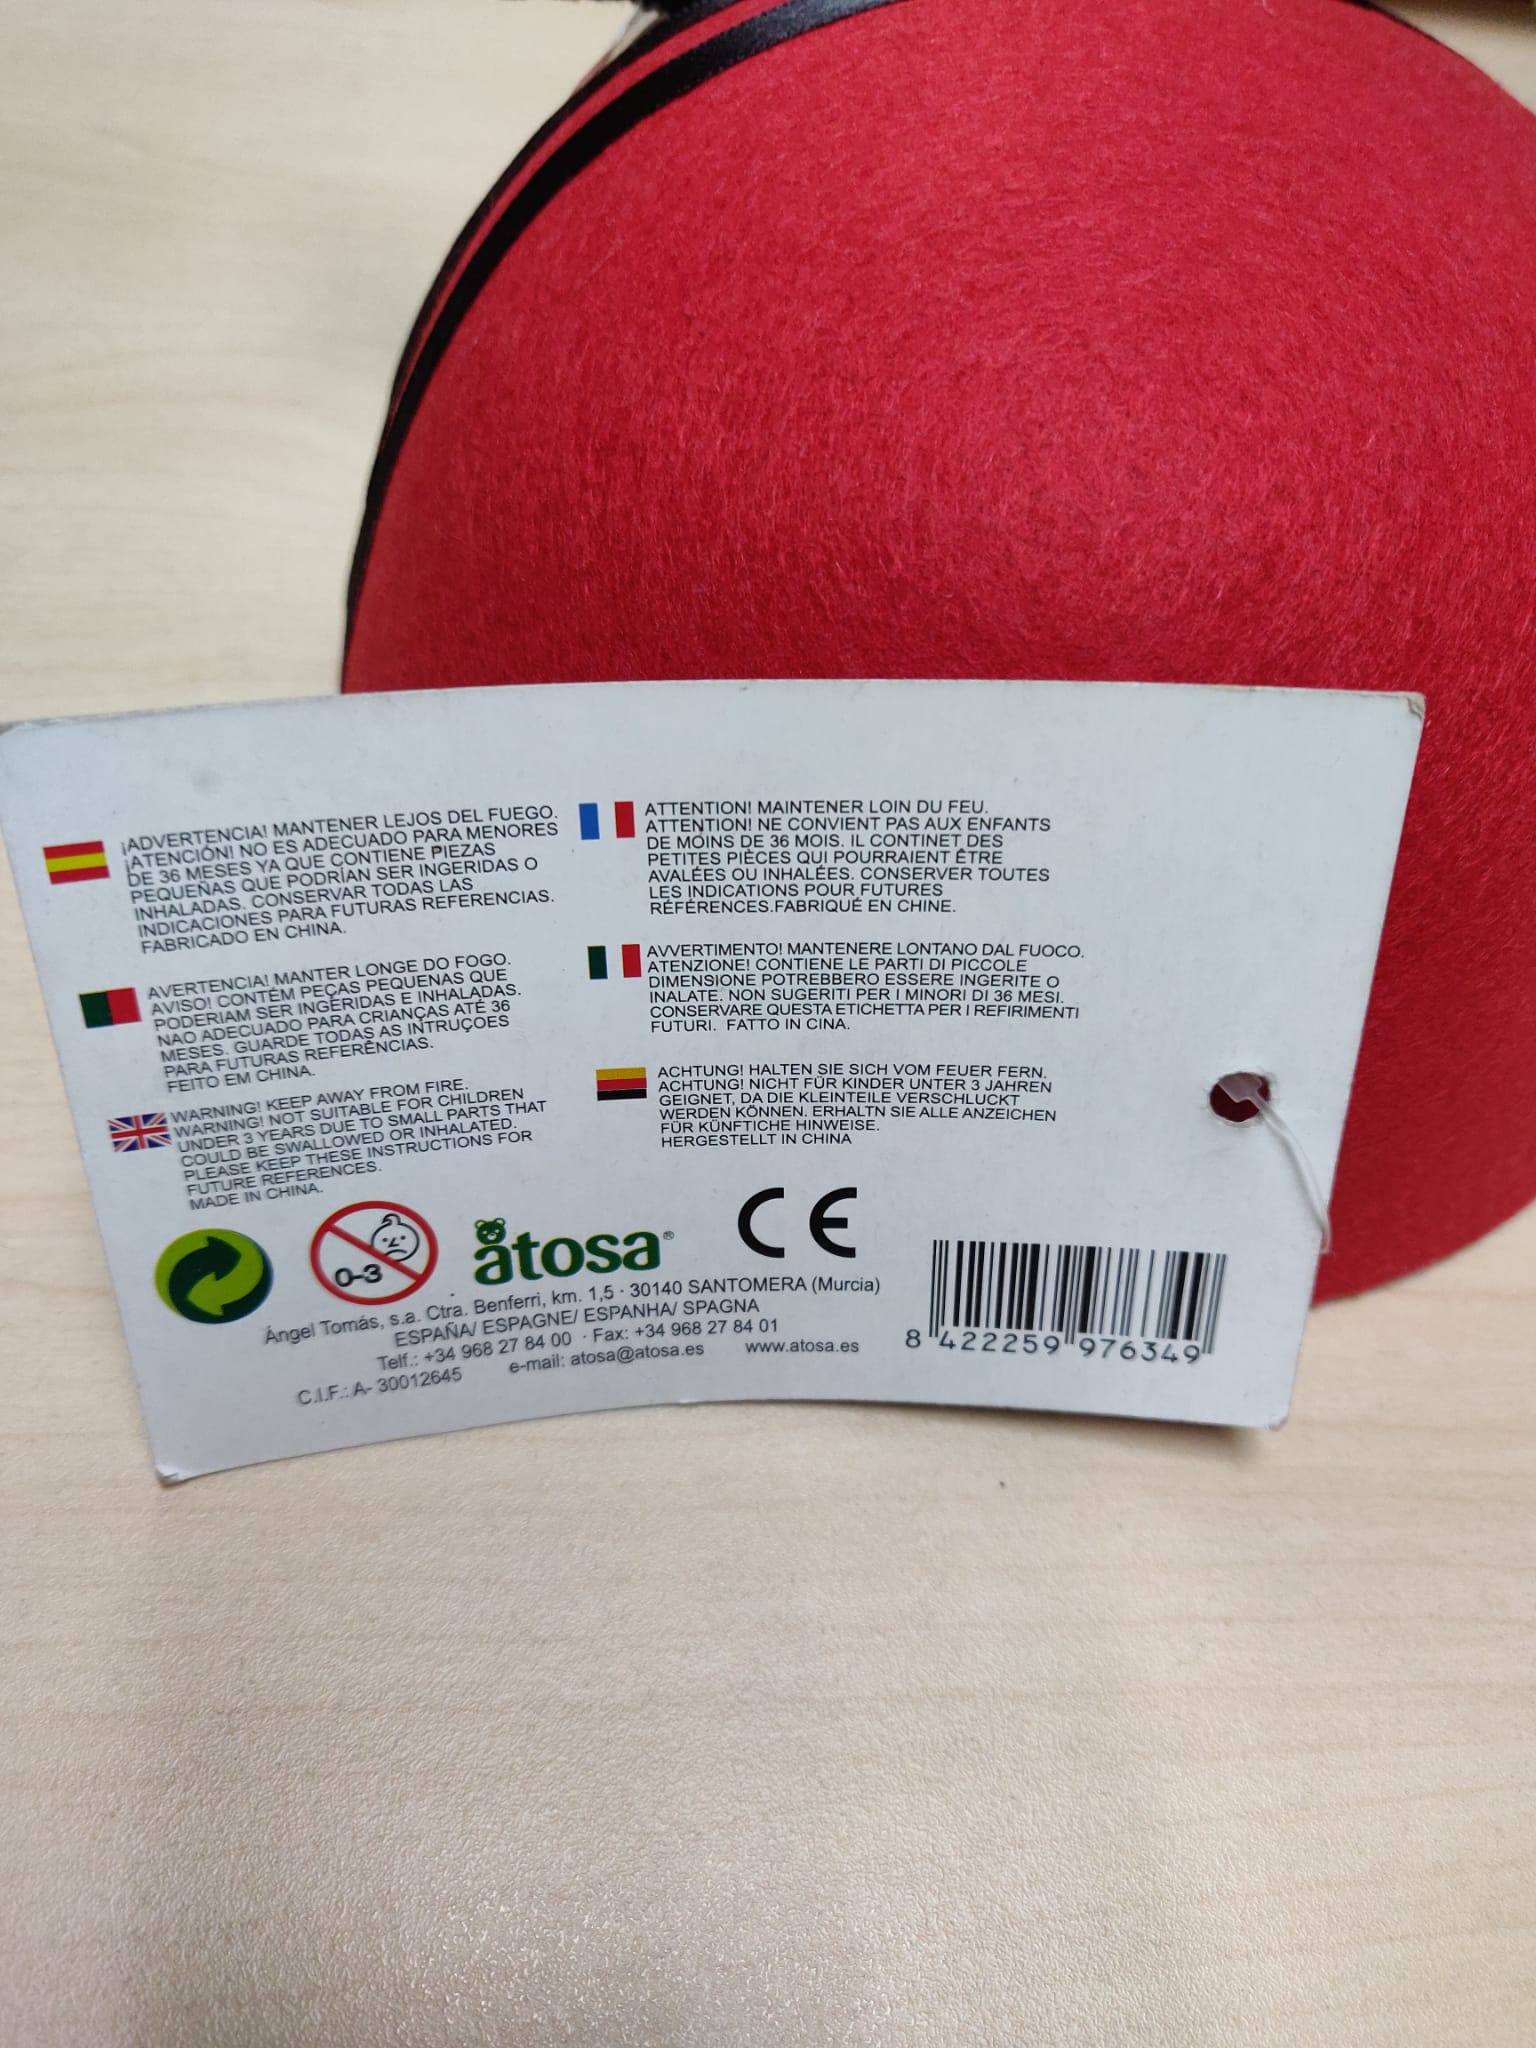 ¡ADVERTENCIA! MANTENER LEJOS DEL FUEGO.
¡ATENCIÓN! NO ES ADECUADO PARA MENORES
DE 36 MESES YA QUE CONTIENE PIEZAS
PEQUEÑAS QUE PODRÍAN SER INGERIDAS O
INHALADAS. CONSERVAR TODAS LAS
INDICACIONES PARA FUTURAS REFERENCIAS.
FABRICADO EN CHINA.
AVERTENCIA! MANTER LONGE DO FOGO.
AVISO! CONTÉM PEÇAS PEQUENAS QUE
PODERIAM SER INGÉRIDAS E INHALADAS.
NAO ADECUADO PARA CRIANÇAS ATÉ 36
MESES. GUARDE TODAS AS INTRUÇOES
PARA FUTURAS REFERÊNCIAS.
FEITO EM CHINA.
WARNING! KEEP AWAY FROM FIRE.
WARNING! NOT SUITABLE FOR CHILDREN
UNDER 3 YEARS DUE TO SMALL PARTS THAT
COULD BE SWALLOWED OR INHALATED.
PLEASE KEEP THESE INSTRUCTIONS FOR
FUTURE REFERENCES.
MADE IN CHINA.
ATTENTION! MAINTENER LOIN DU FEU.
ATTENTION! NE CONVIENT PAS AUX ENFANTS
DE MOINS DE 36 MOIS. IL CONTINET DES
PETITES PIÈCES QUI POURRAIENT ÊTRE
AVALÉES OU INHALÉES. CONSERVER TOUTES
LES INDICATIONS POUR FUTURES
RÉFÉRENCES.FABRIQUÉ EN CHINE.
AVVERTIMENTO! MANTENERE LONTANO DAL FUOCO.
ATENZIONE! CONTIENE LE PARTI DI PICCOLE
DIMENSIONE POTREBBERO ESSERE INGERITE O
INALATE. NON SUGERITI PER I MINORI DI 36 MESI.
CONSERVARE QUESTA ETICHETTA PER I REFIRIMENTI
FUTURI. FATTO IN CINA.
ACHTUNG! HALTEN SIE SICH VOM FEUER FERN.
ACHTUNG! NICHT FÜR KINDER UNTER 3 JAHREN
GEIGNET, DA DIE KLEINTEILE VERSCHLUCKT
WERDEN KÖNNEN. ERHALTN SIE ALLE ANZEICHEN
FÜR KÜNFTICHE HINWEISE.
HERGESTELLT IN CHINA
0-3
atosa®
CE
Ángel Tomás, s.a. Ctra. Benferri, km. 1,5 · 30140 SANTOMERA (Murcia)
ESPAÑA/ ESPAGNE/ ESPANHA/ SPAGNA
Telf.: +34 968 27 84 00 · Fax: +34 968 27 84 01
C.I.F.: A- 30012645 e-mail: atosa@atosa.es www.atosa.es
8 422259 976349